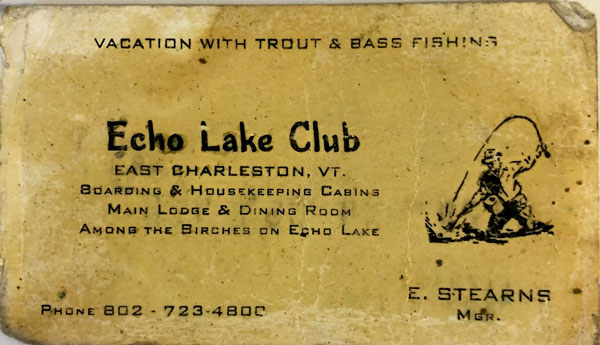 VACATION WITH TROUT & BASS FISHING
Echo Lake Club
EAST CHARLESTON, VT.
BOARDING & HOUSEKEEPING CABINS
MAIN LODGE & DINING ROOM
AMONG THE BIRCHES ON ECHO LAKE
PHONE 802 - 723-4800
E. STEARNS
MGR.